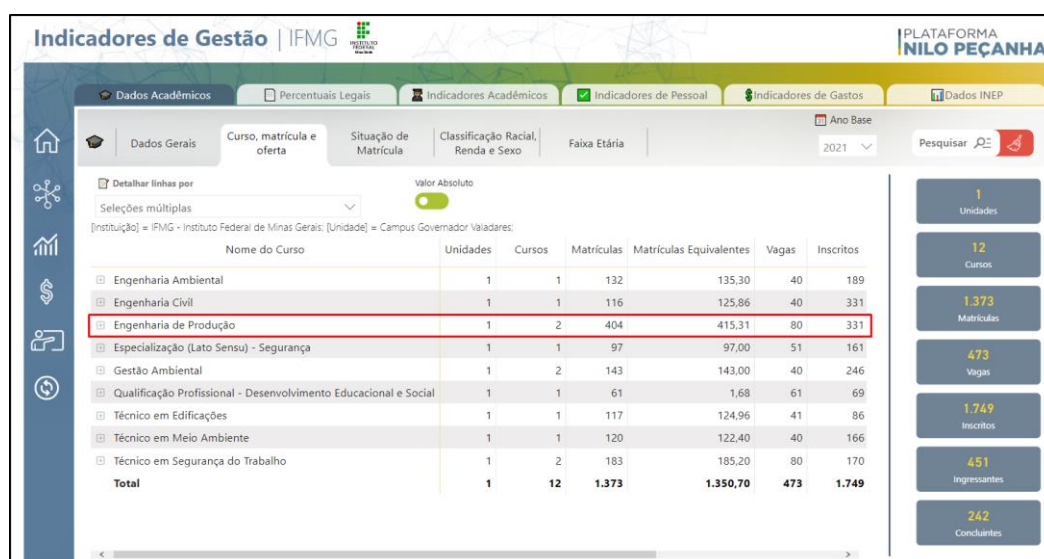 Indicadores de Gestão | IFMG
INSTITUTO FEDERAL
PLATAFORMA
NILO PEÇANHA
Dados Acadêmicos Percentuais Legais Indicadores Acadêmicos Indicadores de Pessoal Indicadores de Gastos Dados INEP
Ano Base
Dados Gerais Curso, matrícula e oferta Situação de Matrícula Classificação Racial, Renda e Sexo Faixa Etária 2021 Pesquisar
Detalhar linhas por Valor Absoluto
Seleções múltiplas
[Instituição] = IFMG - Instituto Federal de Minas Gerais; [Unidade] = Campus Governador Valadares;
Nome do Curso Unidades Cursos Matrículas Matrículas Equivalentes Vagas Inscritos
Engenharia Ambiental 1 1 132 135,30 40 189
Engenharia Civil 1 1 116 125,86 40 331
Engenharia de Produção 1 2 404 415,31 80 331
Especialização (Lato Sensu) - Segurança 1 1 97 97,00 51 161
Gestão Ambiental 1 2 143 143,00 40 246
Qualificação Profissional - Desenvolvimento Educacional e Social 1 1 61 1,68 61 69
Técnico em Edificações 1 1 117 124,96 41 86
Técnico em Meio Ambiente 1 1 120 122,40 40 166
Técnico em Segurança do Trabalho 1 2 183 185,20 80 170
Total 1 12 1.373 1.350,70 473 1.749
1
Unidades
12
Cursos
1.373
Matrículas
473
Vagas
1.749
Inscritos
451
Ingressantes
242
Concluintes